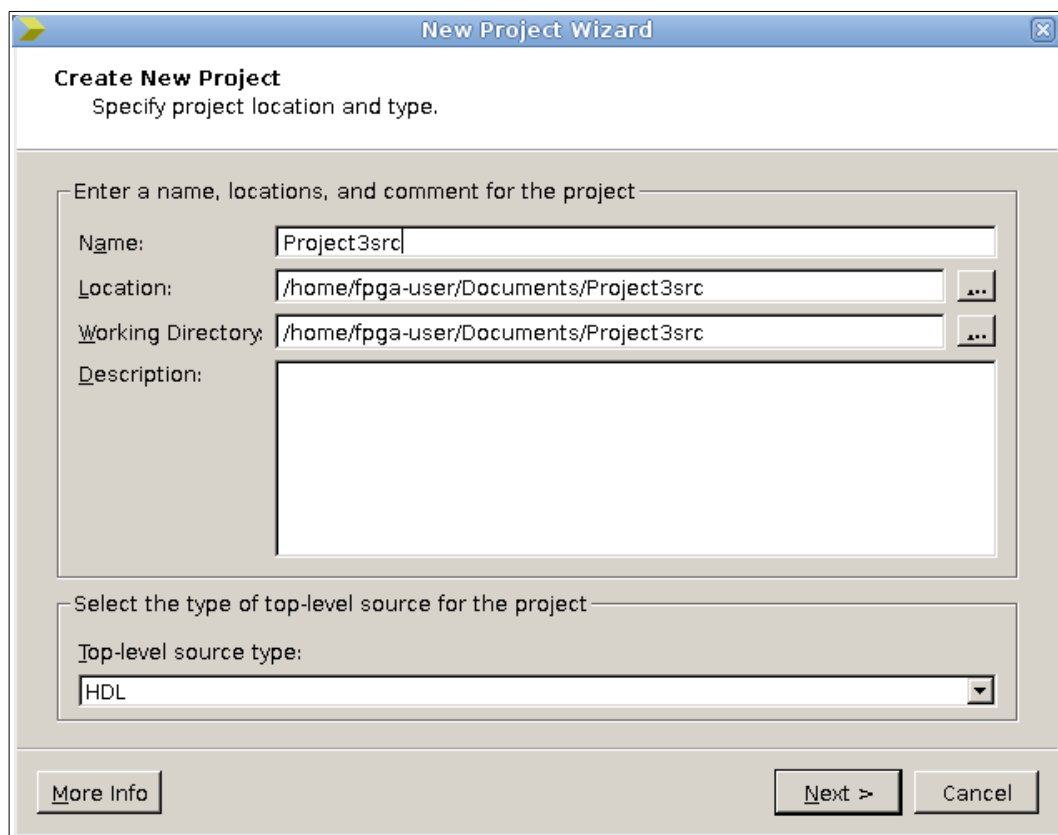 New Project Wizard
Create New Project
Specify project location and type.
Enter a name, locations, and comment for the project
Name:
Project3src
Location:
/home/fpga-user/Documents/Project3src
...
Working Directory:
/home/fpga-user/Documents/Project3src
...
Description:
Select the type of top-level source for the project
Top-level source type:
HDL
More Info
Next >
Cancel